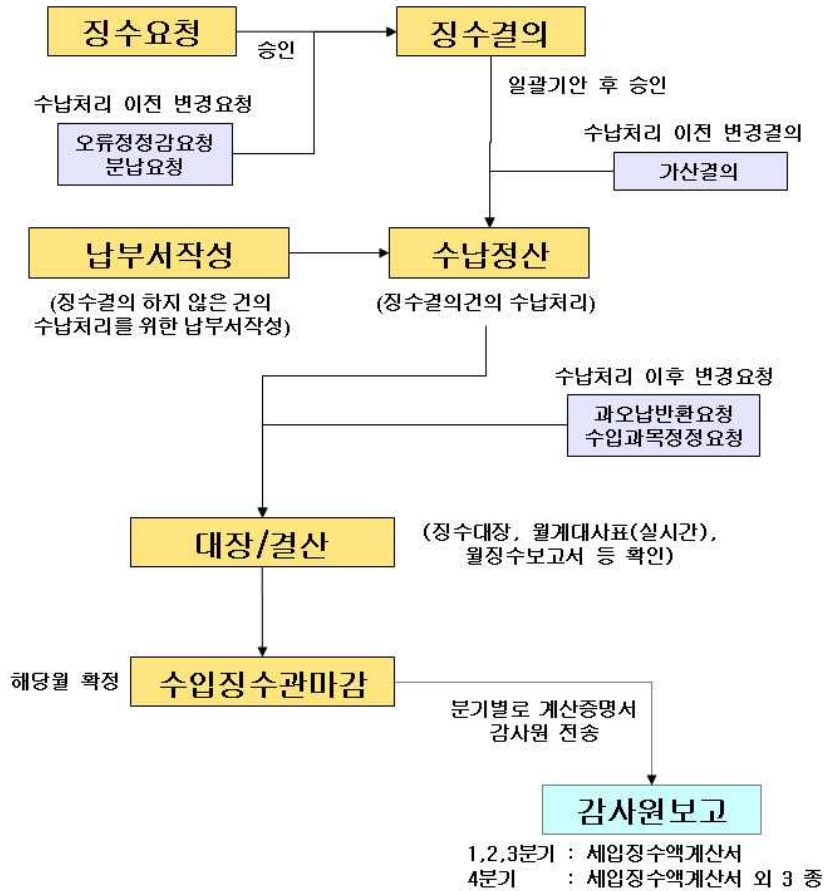 징수요청
승인
징수결의
수납처리 이전 변경요청
오류정정감요청
분납요청
일괄기안 후 승인
수납처리 이전 변경결의
가산결의
납부서작성
(징수결의 하지 않은 건의
수납처리를 위한 납부서작성)
수납정산
(징수결의건의 수납처리)
수납처리 이후 변경요청
과오납반환요청
수입과목정정요청
대장/결산
(징수대장, 월계대사표(실시간),
월징수보고서 등 확인)
해당월 확정
수입징수관마감
분기별로 계산증명서
감사원 전송
감사원보고
1,2,3분기 : 세입징수액계산서
4분기 : 세입징수액계산서 외 3 종